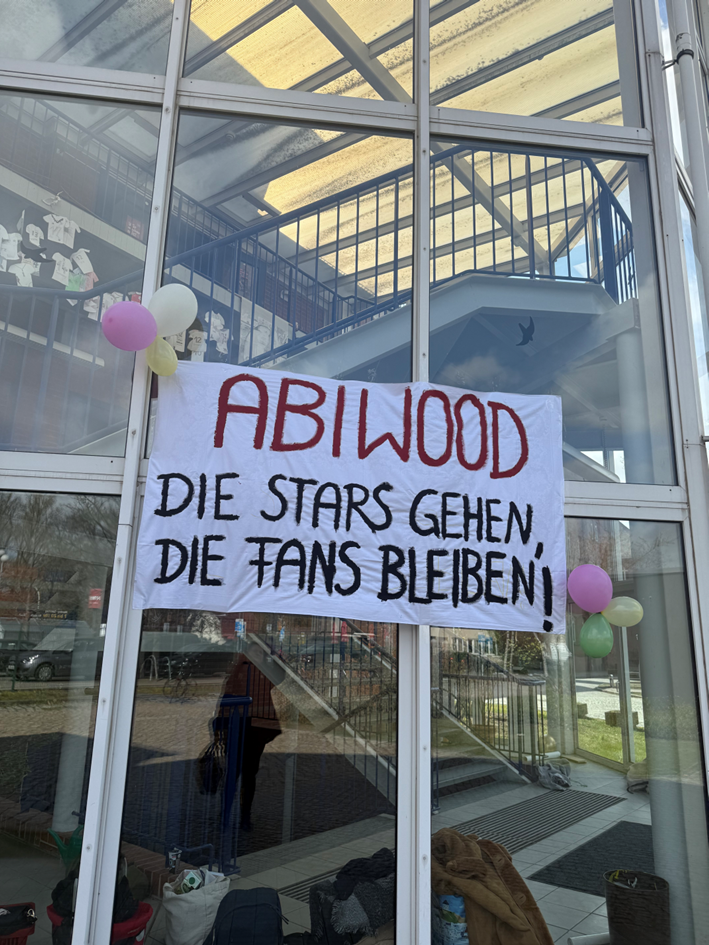 ABIWOOD
DIE STARS GEHEN,
DIE FANS BLEIBEN!